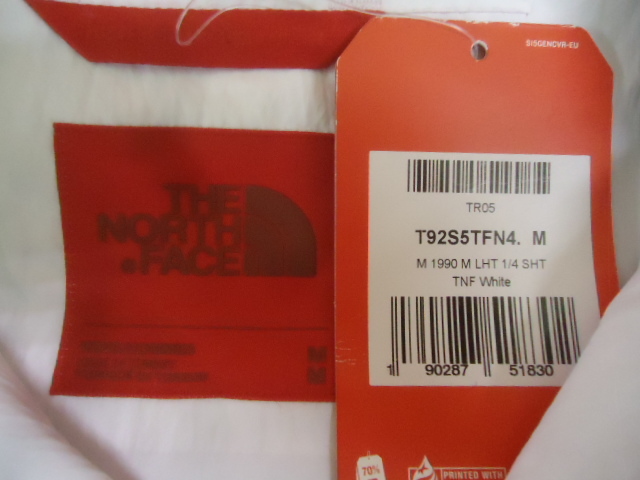 SI5GENCVR-EU
THE
NORTH
FACE
M
M
TR05
T92S5TFN4. M
M 1990 M LHT 1/4 SHT
TNF White
1 90287 51830
70%
PRINTED WITH